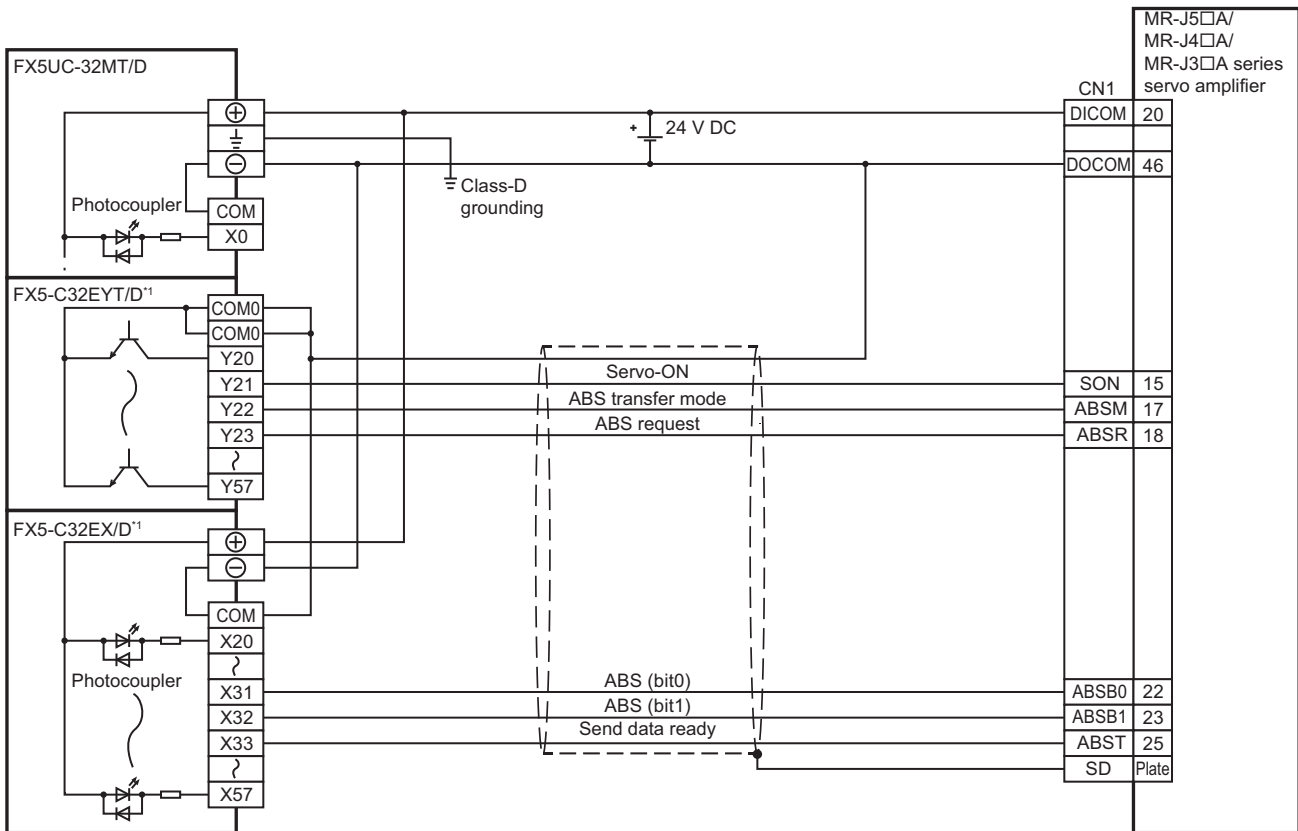 MR-J5□A/
MR-J4□A/
MR-J3□A series
servo amplifier
FX5UC-32MT/D
CN1
DICOM 20
+ 24 V DC
DOCOM 46
Class-D
grounding
Photocoupler
COM
X0
FX5-C32EYT/D*1
COM0
COM0
Y20
Servo-ON
Y21
SON 15
ABS transfer mode
Y22
ABSM 17
ABS request
Y23
ABSR 18
Y57
FX5-C32EX/D*1
COM
X20
Photocoupler
ABS (bit0)
X31
ABSB0 22
ABS (bit1)
X32
ABSB1 23
Send data ready
X33
ABST 25
SD Plate
X57